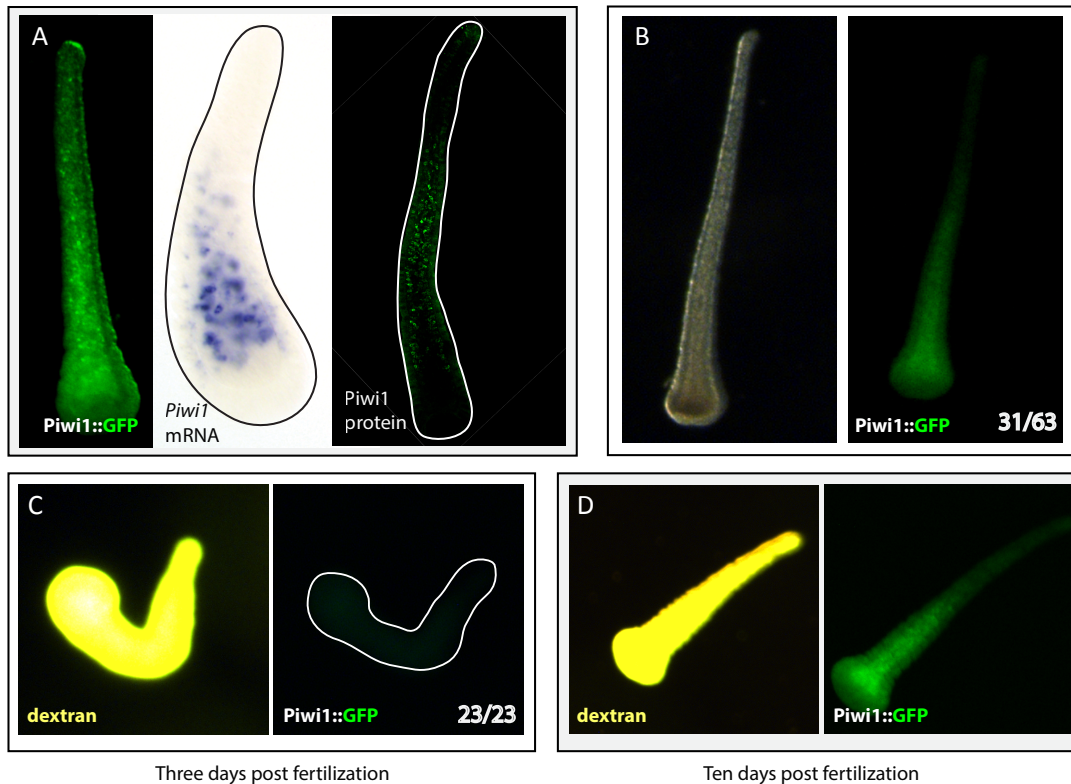 A
Piwi1::GFP
Piwi1
mRNA
Piwi1
protein
B
Piwi1::GFP
31/63
C
dextran
Piwi1::GFP
23/23
D
dextran
Piwi1::GFP
Three days post fertilization
Ten days post fertilization